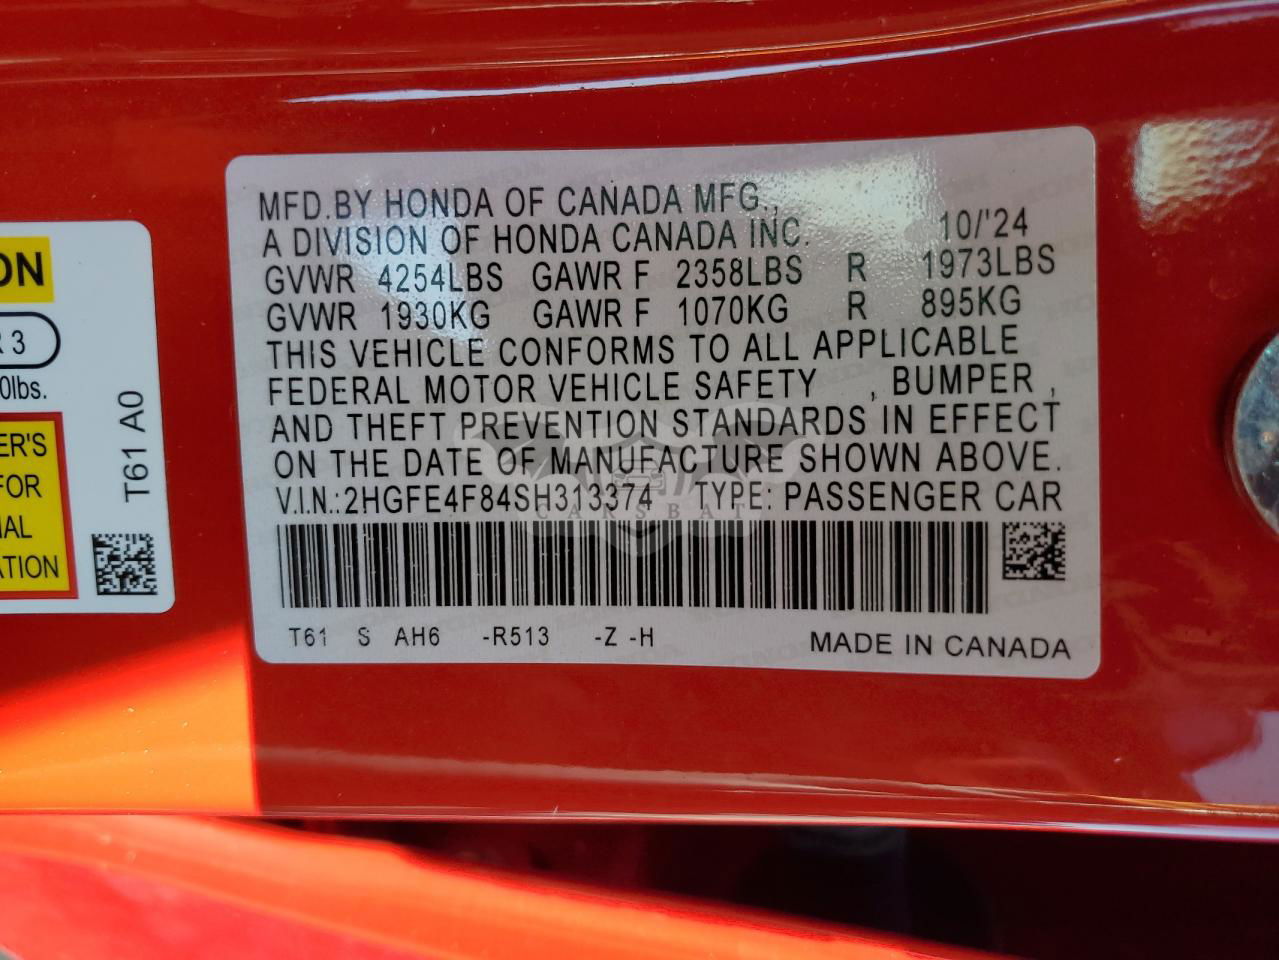 ON
R 3
0lbs.
ER'S
FOR
IAL
ATION
T61 A0
MFD.BY HONDA OF CANADA MFG.,
A DIVISION OF HONDA CANADA INC. 10/'24
GVWR 4254LBS GAWR F 2358LBS R 1973LBS
GVWR 1930KG GAWR F 1070KG R 895KG
THIS VEHICLE CONFORMS TO ALL APPLICABLE
FEDERAL MOTOR VEHICLE SAFETY , BUMPER ,
AND THEFT PREVENTION STANDARDS IN EFFECT
ON THE DATE OF MANUFACTURE SHOWN ABOVE.
V.I.N.:2HGFE4F84SH313374 TYPE: PASSENGER CAR
CARSBAT
T61 S AH6 -R513 -Z -H MADE IN CANADA